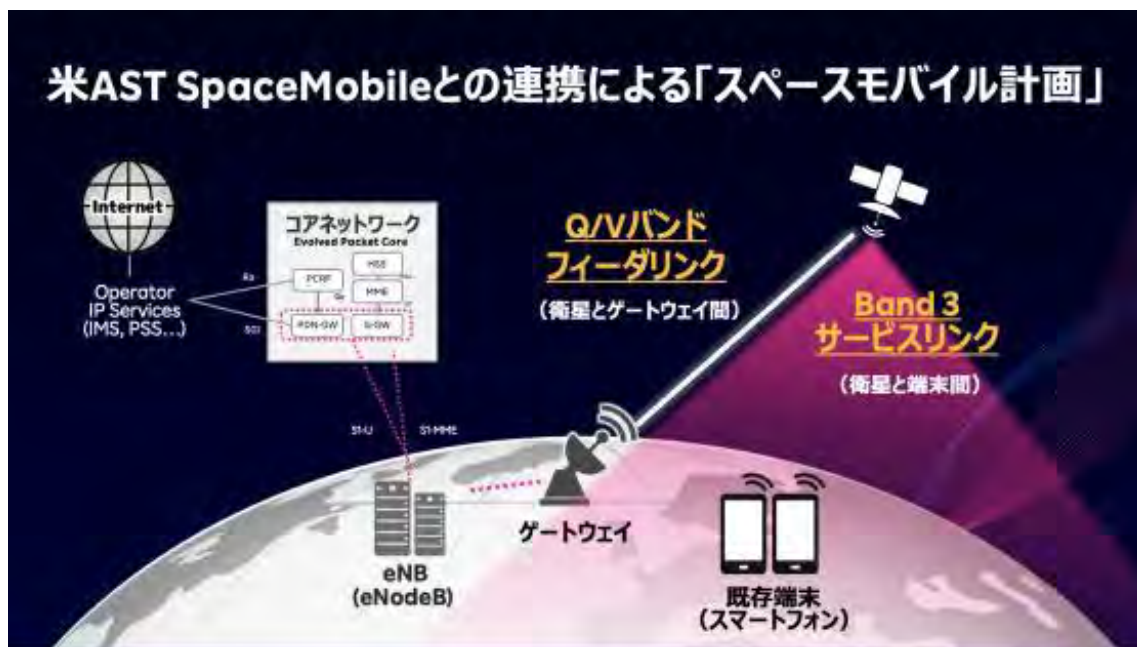 米AST SpaceMobileとの連携による「スペースモバイル計画」
Internet
Operator
IP Services
(IMS, PSS...)
コアネットワーク
Evolved Packet Core
HSS
PCRF
MME
PDN-GW
S-GW
Rx
SGi
S1-U
S1-MME
Q/Vバンド
フィーダリンク
（衛星とゲートウェイ間）
Band 3
サービスリンク
（衛星と端末間）
ゲートウェイ
eNB
(eNodeB)
既存端末
（スマートフォン）